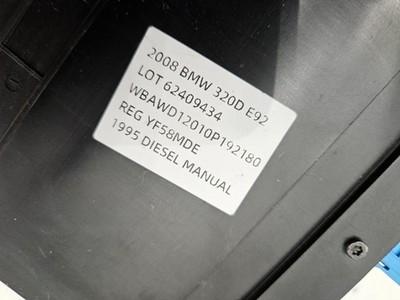 2008 BMW 320D E92
LOT 62409434
WBAWD12010P192180
REG YF58MDE
1995 DIESEL MANUAL